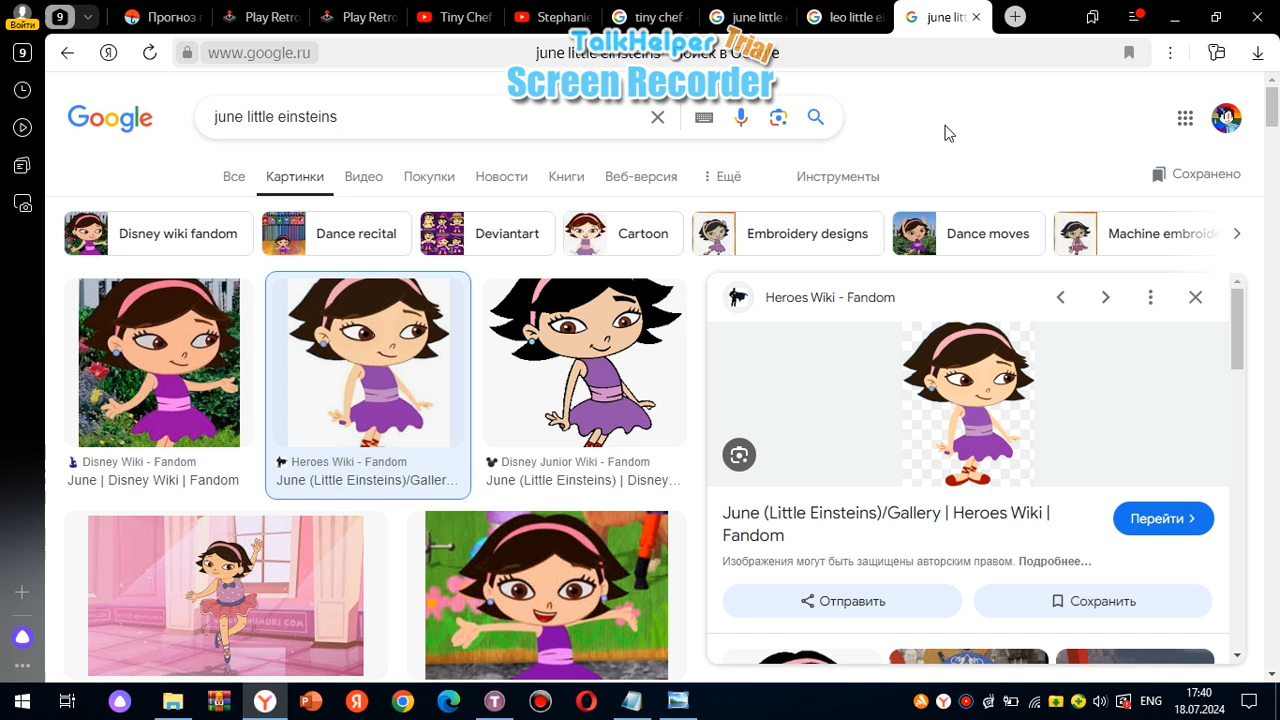 Войти
9
9
Прогноз п
Play Retro
Play Retro
Tiny Chef
Stephanie
tiny chef -
june little e
leo little ei
june litt
www.google.ru
june little einsteins
TalkHelper Trial
Screen Recorder
Google
june little einsteins
Все
Картинки
Видео
Покупки
Новости
Книги
Веб-версия
Ещё
Инструменты
Сохранено
Disney wiki fandom
Dance recital
Deviantart
Cartoon
Embroidery designs
Dance moves
Machine embroide
Heroes Wiki - Fandom
Disney Wiki - Fandom
June | Disney Wiki | Fandom
Heroes Wiki - Fandom
June (Little Einsteins)/Galler...
Disney Junior Wiki - Fandom
June (Little Einsteins) | Disney...
June (Little Einsteins)/Gallery | Heroes Wiki |
Fandom
Перейти
Изображения могут быть защищены авторским правом. Подробнее...
Отправить
Сохранить
ENG
17:40
18.07.2024